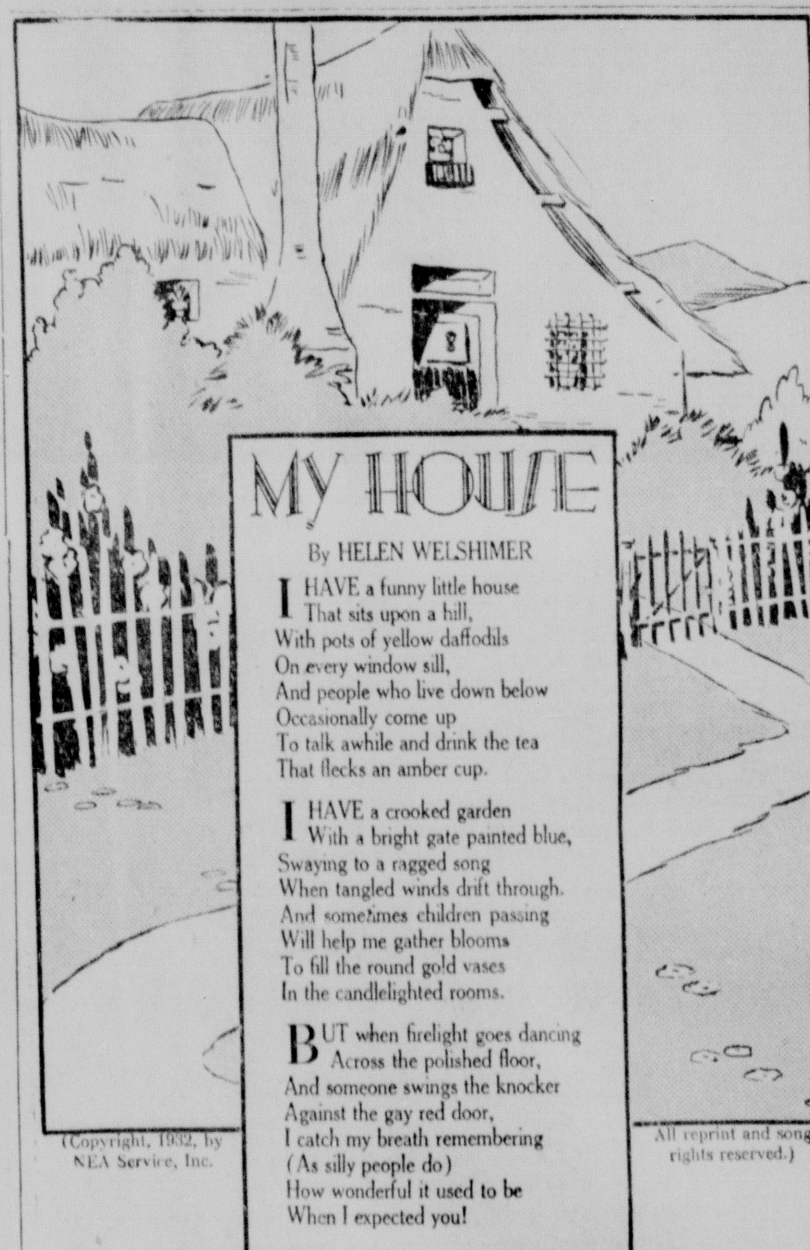 MY HOUSE
By HELEN WELSHIMER
I HAVE a funny little house
That sits upon a hill,
With pots of yellow daffodils
On every window sill,
And people who live down below
Occasionally come up
To talk awhile and drink the tea
That flecks an amber cup.
I HAVE a crooked garden
With a bright gate painted blue,
Swaying to a ragged song
When tangled winds drift through.
And sometimes children passing
Will help me gather blooms
To fill the round gold vases
In the candlelighted rooms.
BUT when firelight goes dancing
Across the polished floor,
And someone swings the knocker
Against the gay red door,
I catch my breath remembering
(As silly people do)
How wonderful it used to be
When I expected you!
(Copyright, 1932, by
NEA Service, Inc.
All reprint and song
rights reserved.)